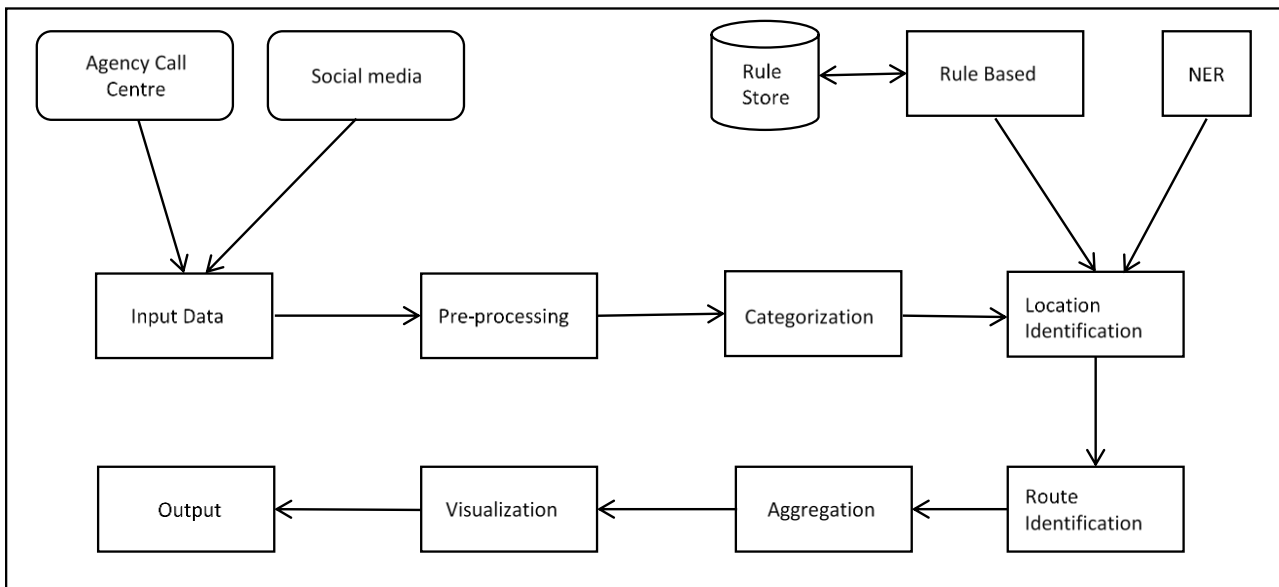 Agency Call
Centre
Social media
Rule
Store
Rule Based
NER
Input Data
Pre-processing
Categorization
Location
Identification
Output
Visualization
Aggregation
Route
Identification